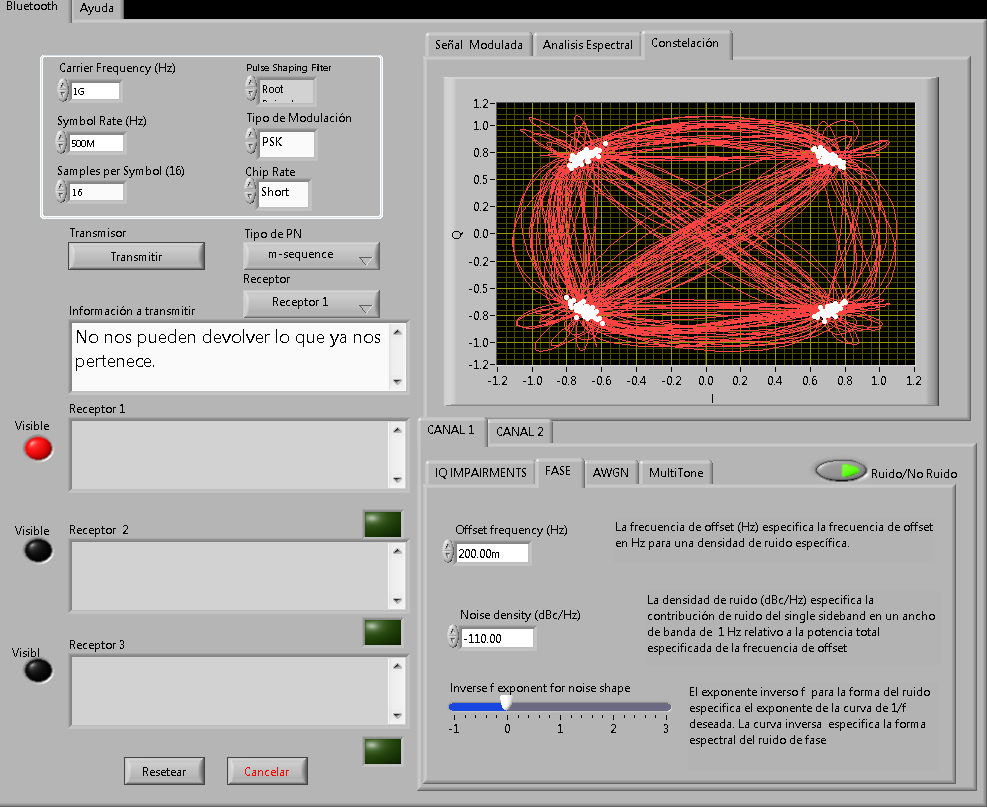 Bluetooth
Ayuda
Carrier Frequency (Hz)
1G
Symbol Rate (Hz)
500M
Samples per Symbol (16)
16
Pulse Shaping Filter
Root
Tipo de Modulación
PSK
Chip Rate
Short
Transmisor
Transmitir
Tipo de PN
m-sequence
Receptor
Receptor 1
Información a transmitir
No nos pueden devolver lo que ya nos
pertenece.
Receptor 1
Visible
Visible
Receptor 2
Visibl
Receptor 3
Resetear
Cancelar
Señal Modulada
Analisis Espectral
Constelación
1.2
1.0
0.8
0.5
0.2
0.0
-0.2
-0.5
-0.8
-1.0
-1.2
Q
-1.2 -1.0 -0.8 -0.6 -0.4 -0.2 0.0 0.2 0.4 0.6 0.8 1.0 1.2
I
CANAL 1
CANAL 2
IQ IMPAIRMENTS
FASE
AWGN
MultiTone
Ruido/No Ruido
Offset frequency (Hz)
200.00m
La frecuencia de offset (Hz) especifica la frecuencia de offset
en Hz para una densidad de ruido específica.
Noise density (dBc/Hz)
-110.00
La densidad de ruido (dBc/Hz) especifica la
contribución de ruido del single sideband en un ancho
de banda de 1 Hz relativo a la potencia total
especificada de la frecuencia de offset
Inverse f exponent for noise shape
-1 0 1 2 3
El exponente inverso f para la forma del ruido
especifica el exponente de la curva de 1/f
deseada. La curva inversa especifica la forma
espectral del ruido de fase